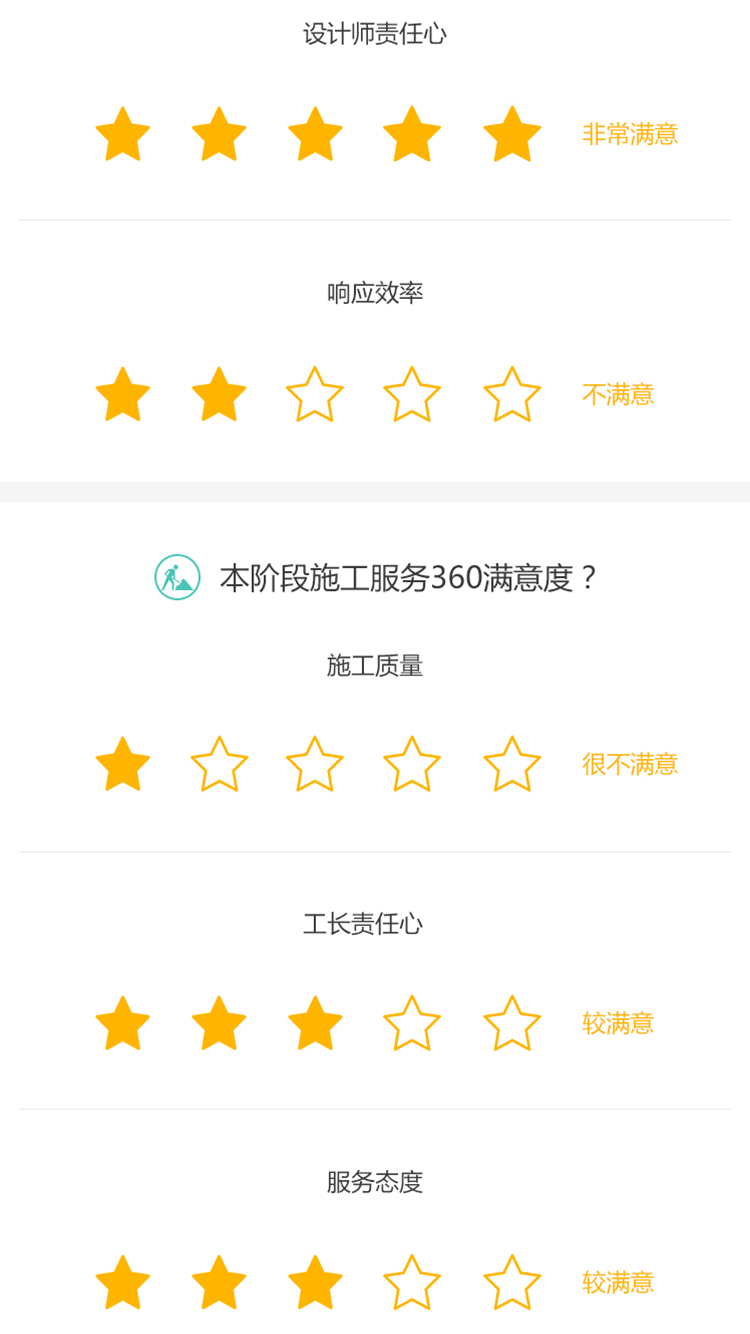 设计师责任心
非常满意
响应效率
不满意
本阶段施工服务360满意度？
施工质量
很不满意
工长责任心
较满意
服务态度
较满意